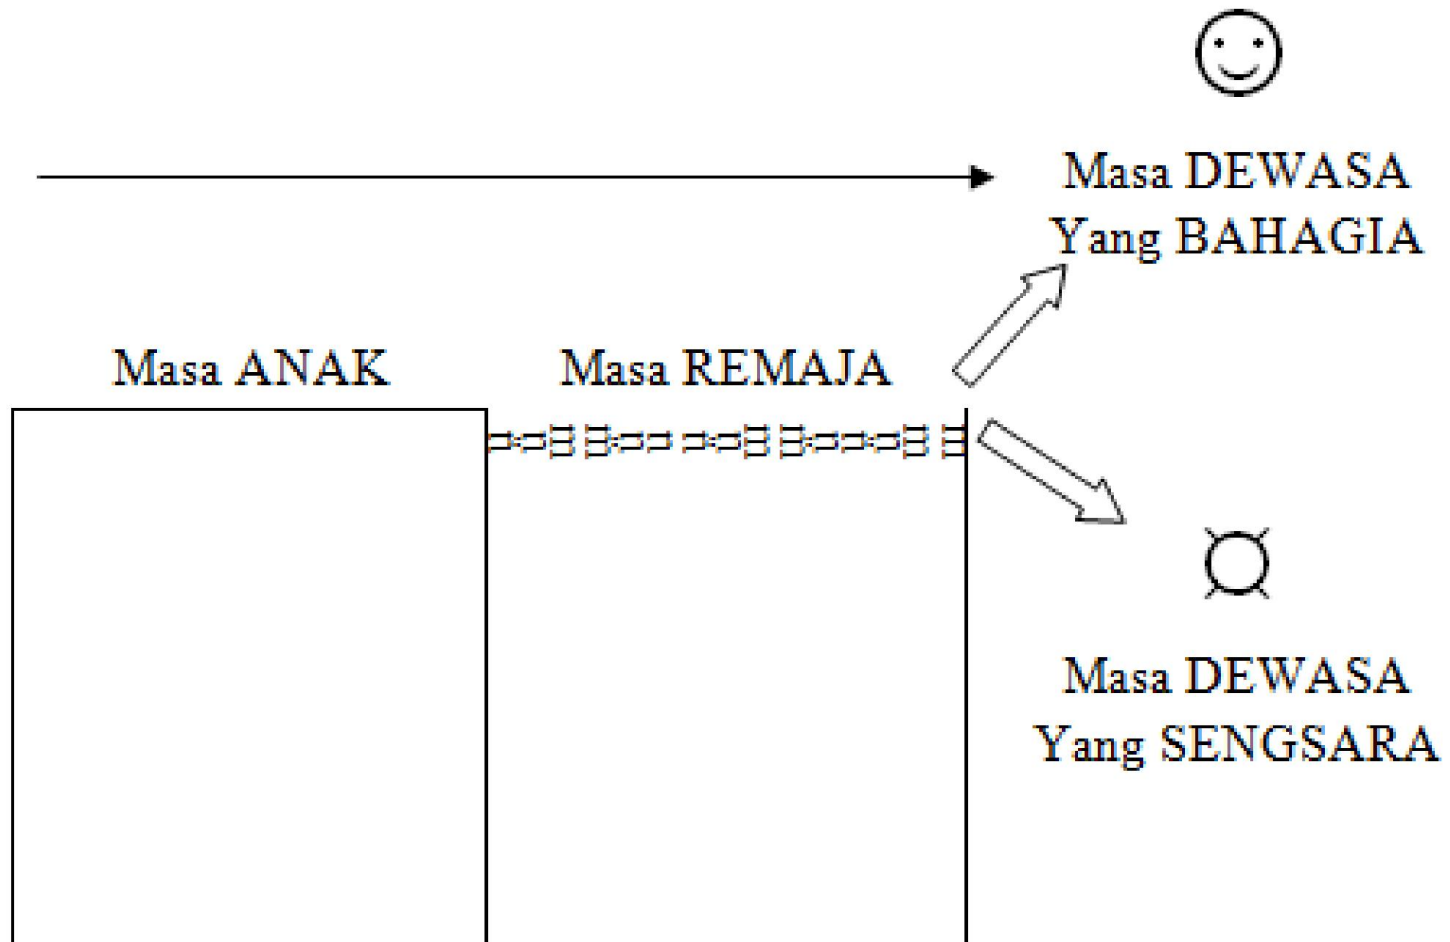 Masa DEWASA
Yang BAHAGIA
Masa ANAK
Masa REMAJA
Masa DEWASA
Yang SENGSARA